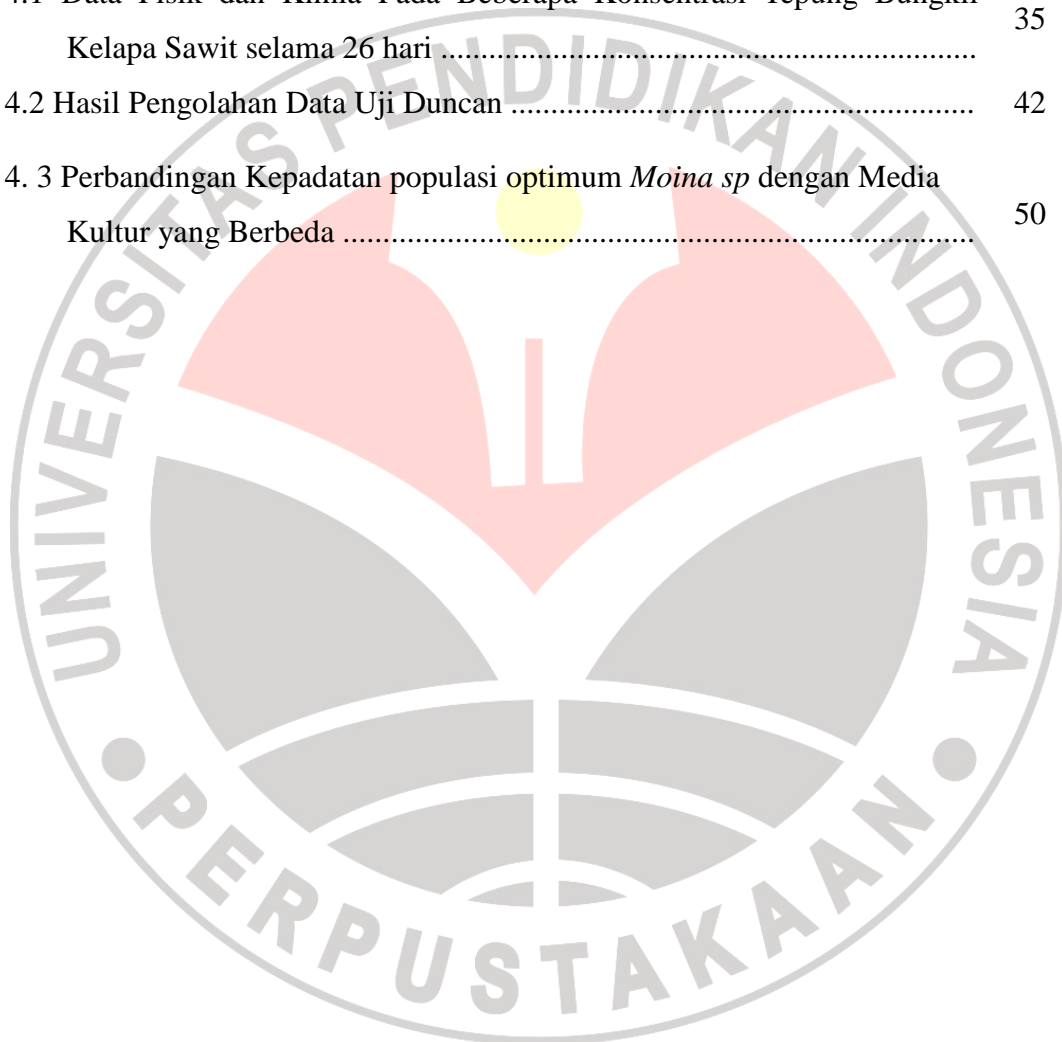 4.1 Data Fisik dan Kimia Pada Beberapa Konsentrasi Tepung Bungkil
Kelapa Sawit selama 26 hari .................................................................... 35
4.2 Hasil Pengolahan Data Uji Duncan .......................................................... 42
4. 3 Perbandingan Kepadatan populasi optimum Moina sp dengan Media
Kultur yang Berbeda ............................................................................... 50
UNIVERSITAS PENDIDIKAN INDONESIA
PERPUSTAKAAN